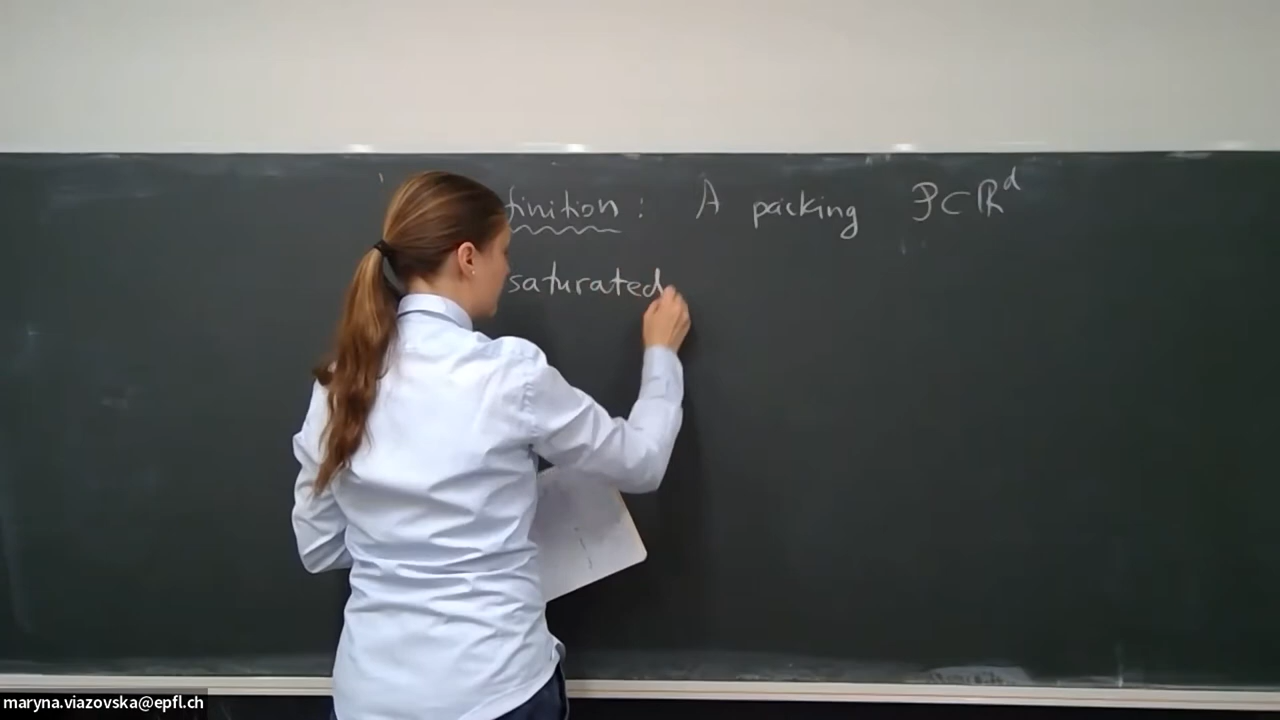 finition : A packing 𝒫⊂ℝᵈ
saturated
maryna.viazovska@epfl.ch